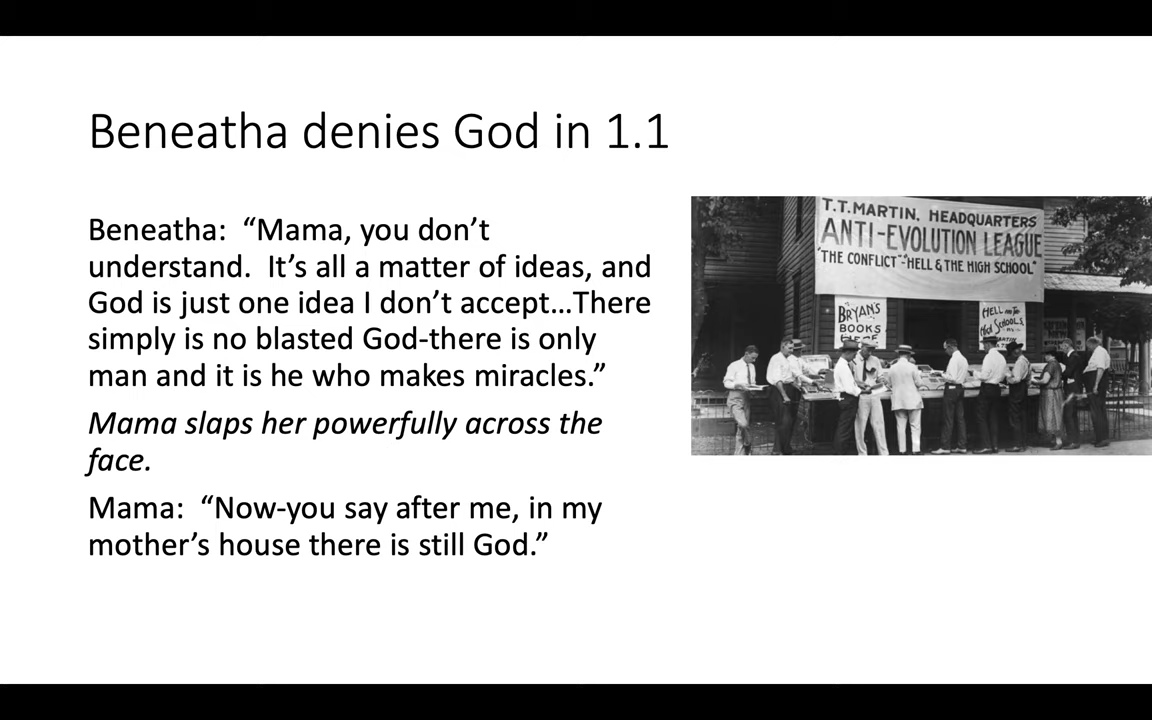 Beneatha denies God in 1.1
Beneatha:  “Mama, you don’t
understand.  It’s all a matter of ideas, and
God is just one idea I don’t accept…There
simply is no blasted God-there is only
man and it is he who makes miracles.”
Mama slaps her powerfully across the
face.
Mama:  “Now-you say after me, in my
mother’s house there is still God.”
T.T.MARTIN. HEADQUARTERS
ANTI-EVOLUTION LEAGUE
"THE CONFLICT"-"HELL & THE HIGH SCHOOL"
BRYAN'S
BOOKS
HELL AND THE
HIGH SCHOOLS
MARTIN